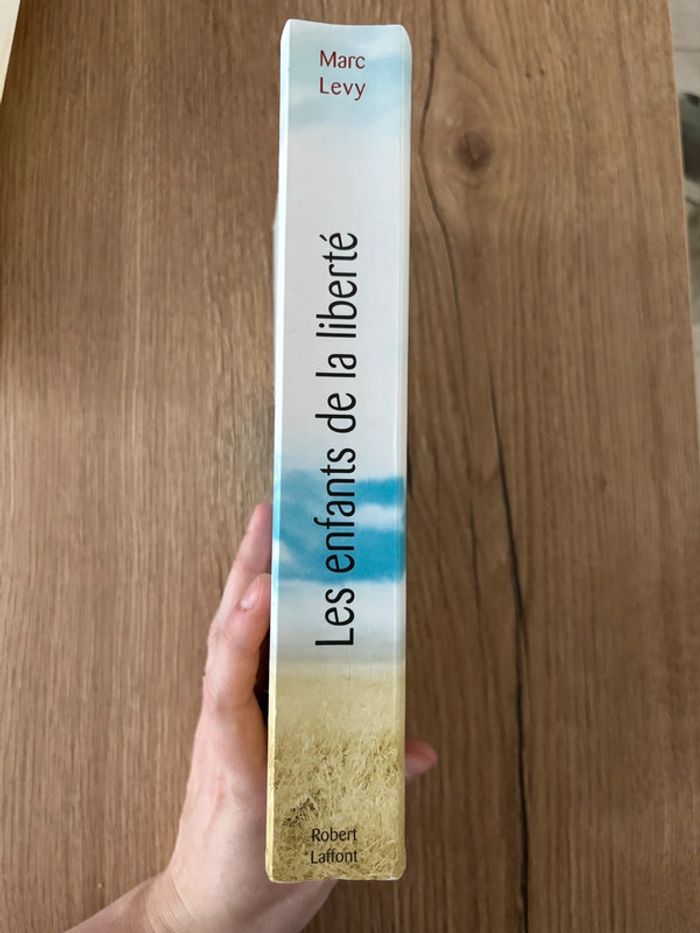 Marc
Levy
Les enfants de la liberté
Robert
Laffont